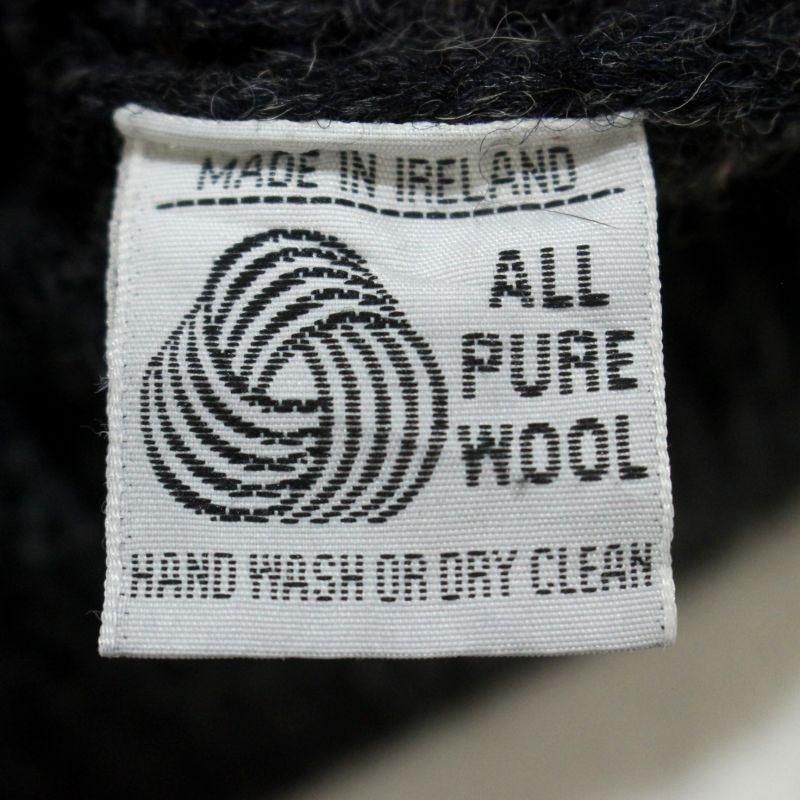 MADE IN IRELAND
ALL
PURE
WOOL
HAND WASH OR DRY CLEAN